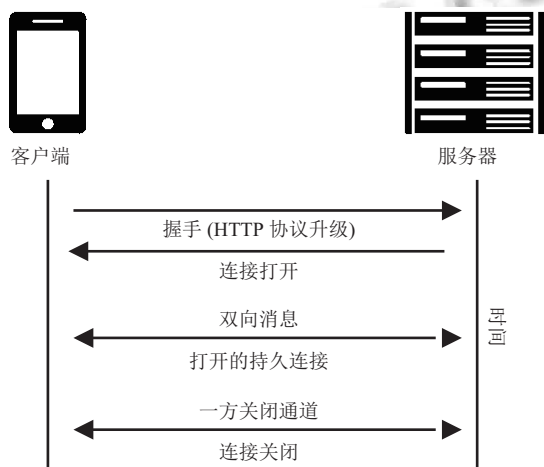 客户端
服务器
握手 (HTTP 协议升级)
连接打开
双向消息
时间
打开的持久连接
一方关闭通道
连接关闭